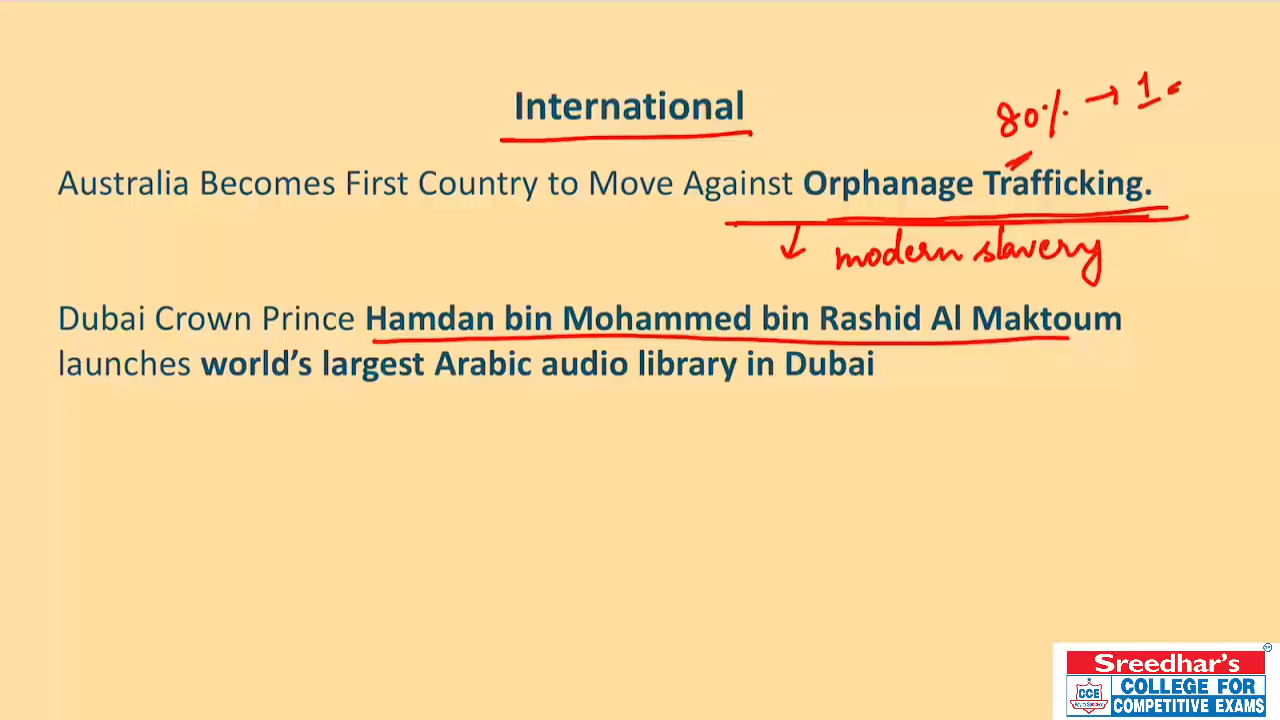 International
80% → 1
Australia Becomes First Country to Move Against Orphanage Trafficking.
↓ modern slavery
Dubai Crown Prince Hamdan bin Mohammed bin Rashid Al Maktoum
launches world's largest Arabic audio library in Dubai
Sreedhar's
CCE
COLLEGE FOR
COMPETITIVE EXAMS